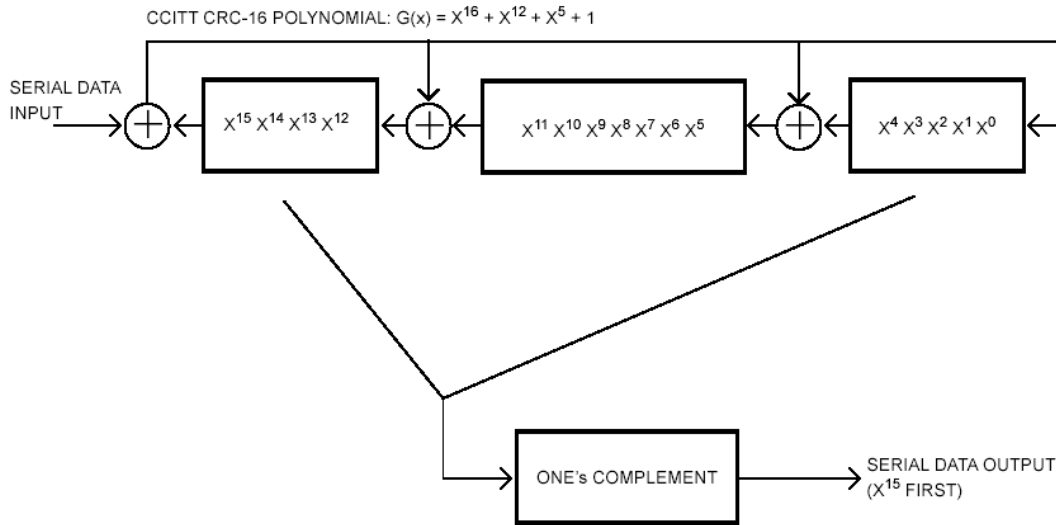 CCITT CRC-16 POLYNOMIAL: G(x) = X¹⁶ + X¹² + X⁵ + 1
SERIAL DATA
INPUT
X¹⁵ X¹⁴ X¹³ X¹²
X¹¹ X¹⁰ X⁹ X⁸ X⁷ X⁶ X⁵
X⁴ X³ X² X¹ X⁰
ONE's COMPLEMENT
SERIAL DATA OUTPUT
(X¹⁵ FIRST)